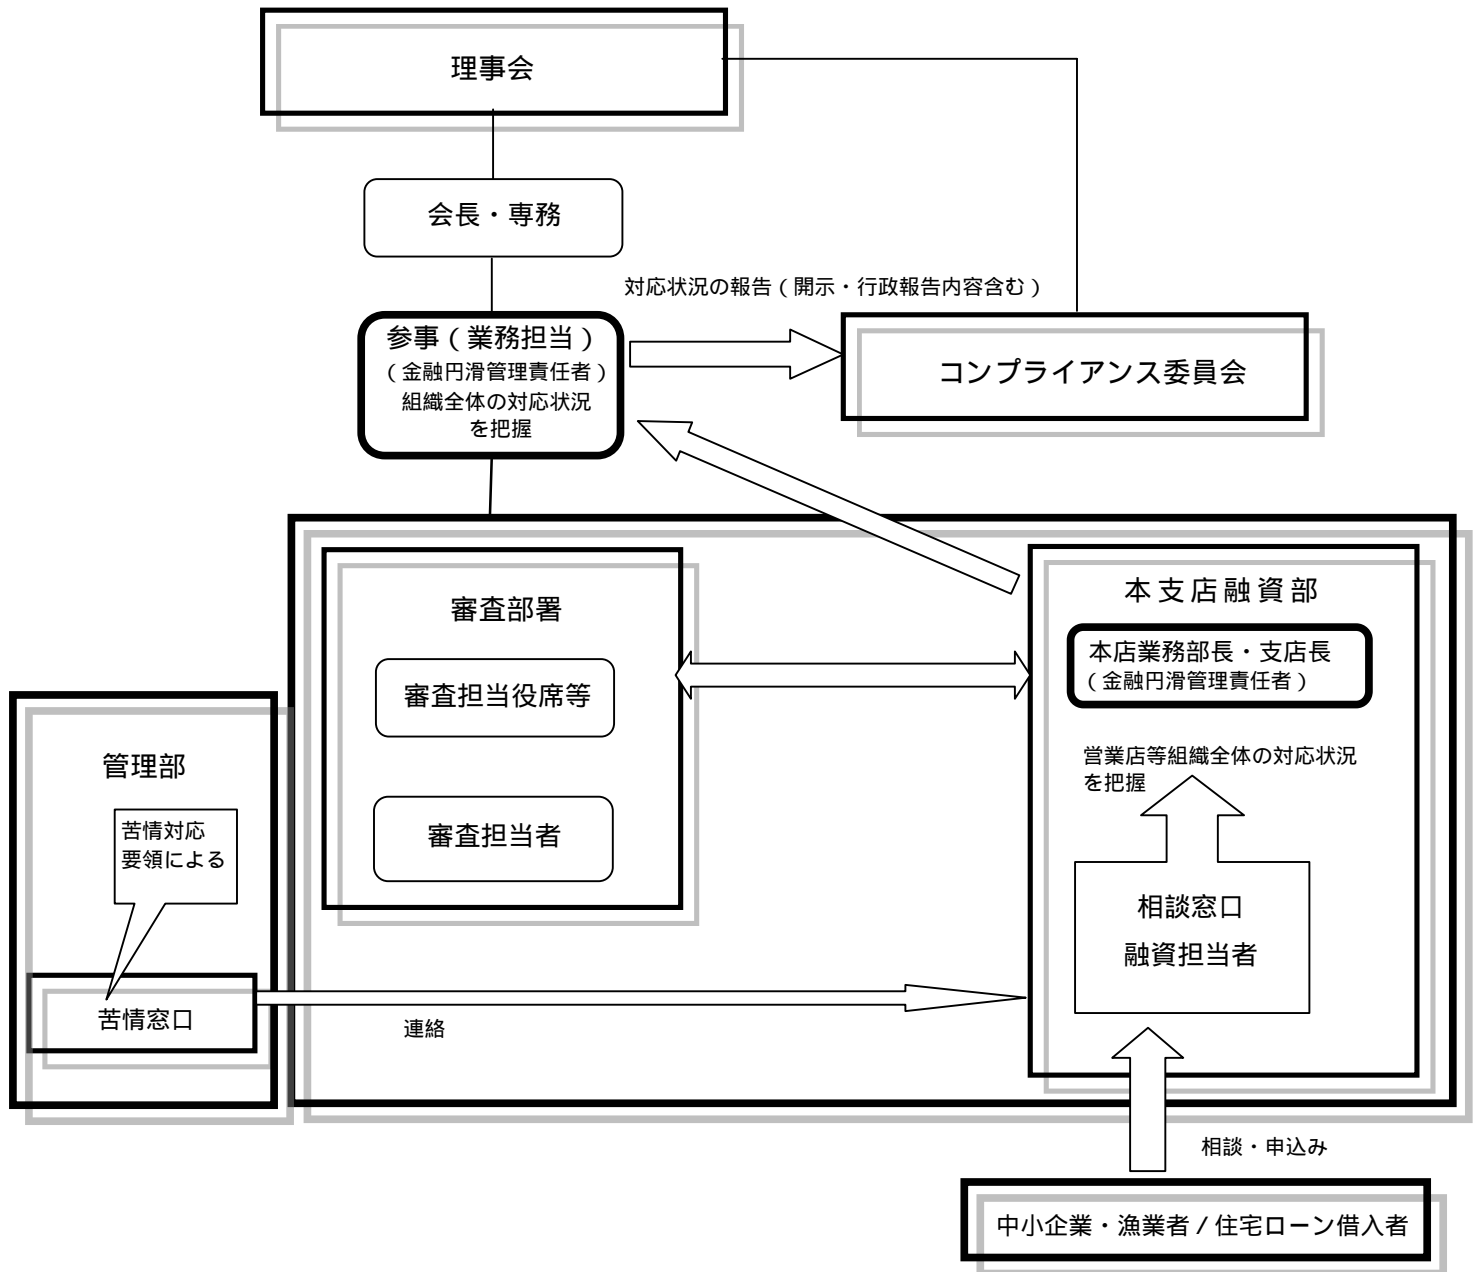 理事会
会長・専務
対応状況の報告(開示・行政報告内容含む)
参事(業務担当)
(金融円滑管理責任者)
組織全体の対応状況
を把握
コンプライアンス委員会
審査部署
審査担当役席等
審査担当者
本支店融資部
本店業務部長・支店長
(金融円滑管理責任者)
営業店等組織全体の対応状況
を把握
相談窓口
融資担当者
管理部
苦情対応
要領による
苦情窓口
連絡
相談・申込み
中小企業・漁業者/住宅ローン借入者